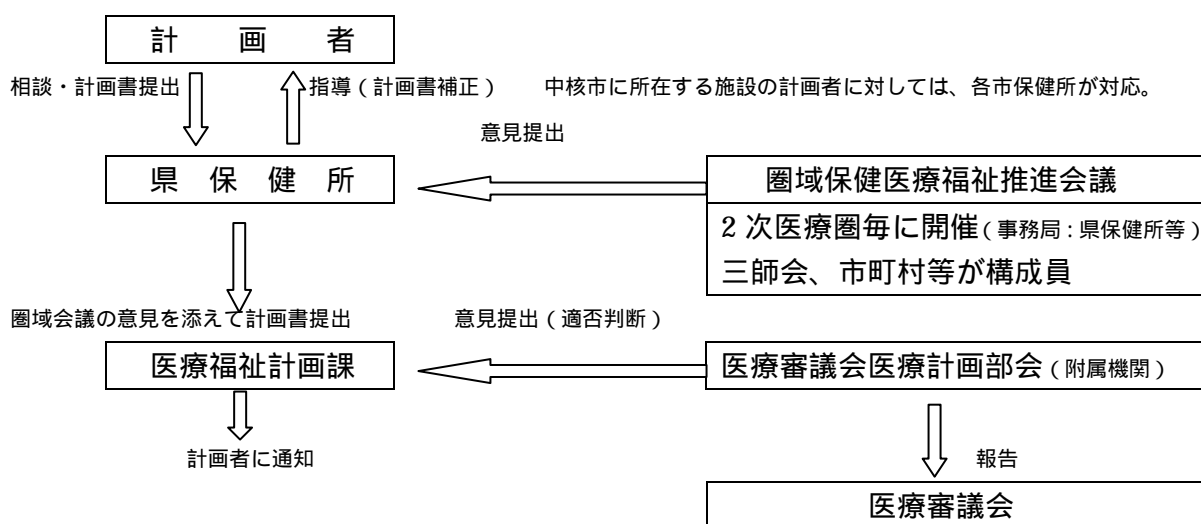 計　画　者
相談・計画書提出
指導（計画書補正）
中核市に所在する施設の計画者に対しては、各市保健所が対応。
意見提出
県　保　健　所
圏域保健医療福祉推進会議
２次医療圏毎に開催（事務局：県保健所等）
三師会、市町村等が構成員
圏域会議の意見を添えて計画書提出
意見提出（適否判断）
医療福祉計画課
医療審議会医療計画部会（附属機関）
計画者に通知
報告
医療審議会